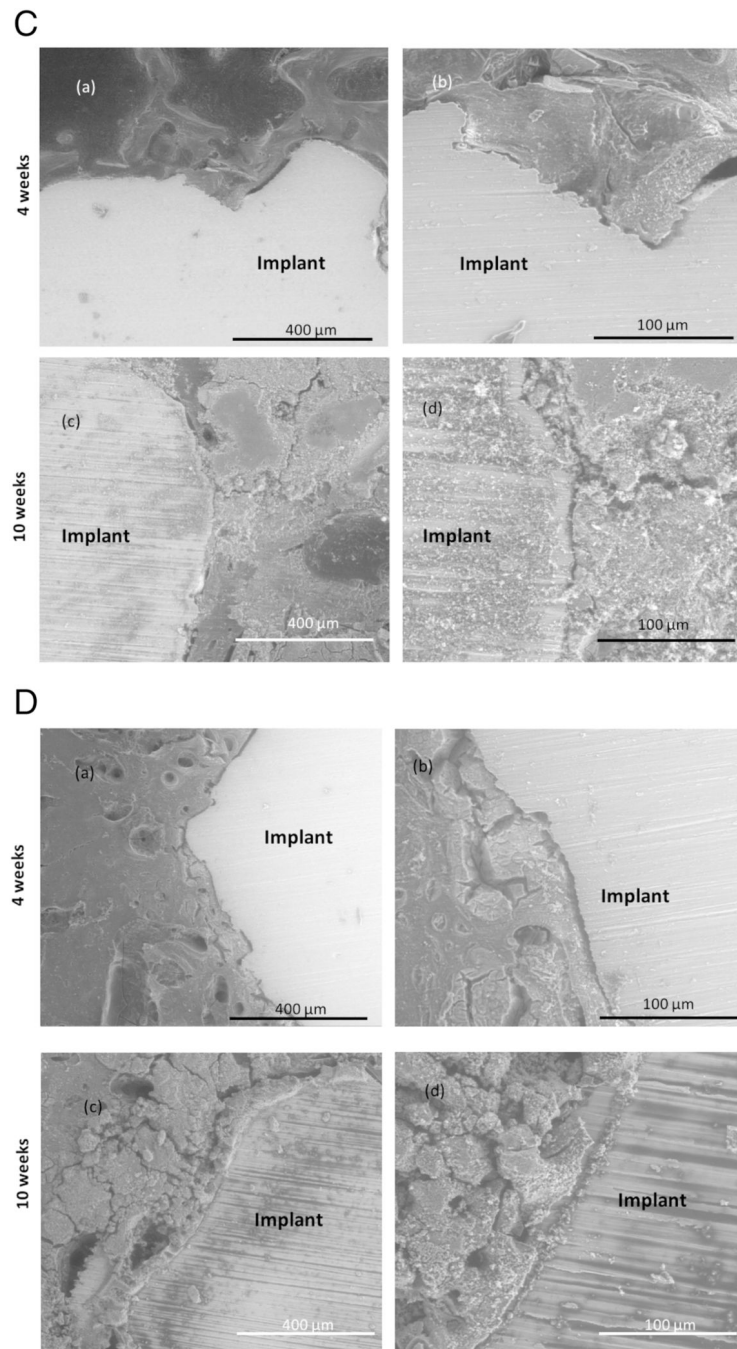 C
4 weeks
(a)
Implant
400 µm
(b)
Implant
100 µm
10 weeks
(c)
Implant
400 µm
(d)
Implant
100 µm
D
4 weeks
(a)
Implant
400 µm
(b)
Implant
100 µm
10 weeks
(c)
Implant
400 µm
(d)
Implant
100 µm